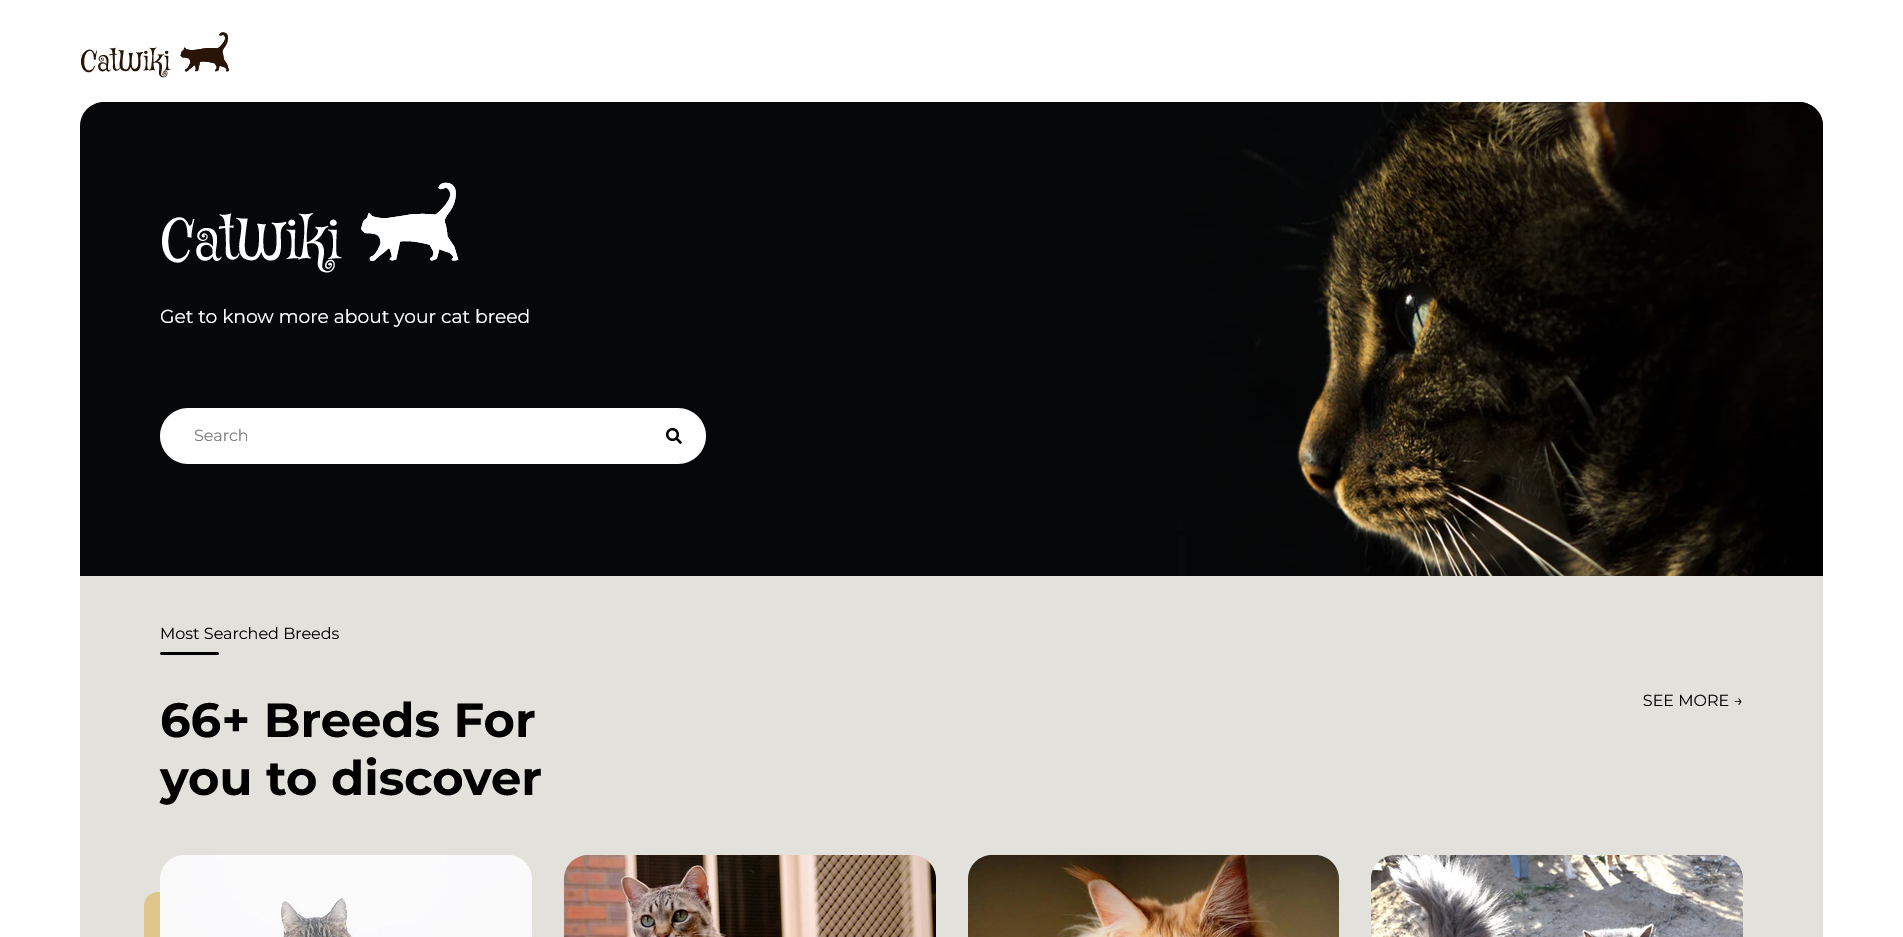 CatWiki
CatWiki
Get to know more about your cat breed
Search
Most Searched Breeds
66+ Breeds For
you to discover
SEE MORE →